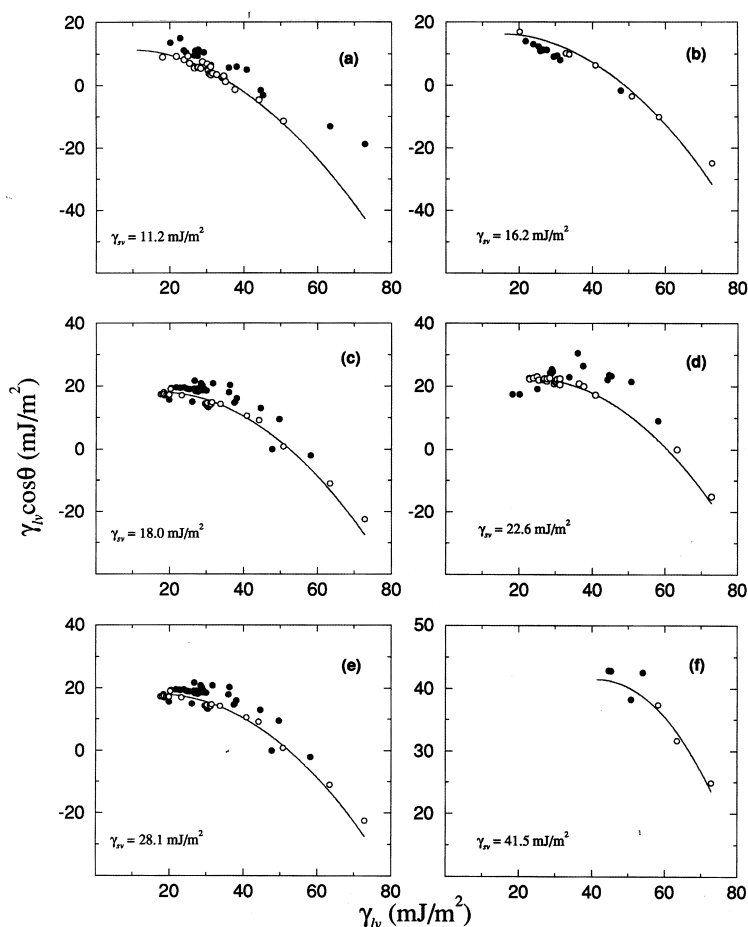 20
0
-20
-40
20 40 60 80
(a)
γsv = 11.2 mJ/m²
20
0
-20
-40
20 40 60 80
(b)
γsv = 16.2 mJ/m²
40
20
0
-20
20 40 60 80
(c)
γsv = 18.0 mJ/m²
40
20
0
-20
20 40 60 80
(d)
γsv = 22.6 mJ/m²
40
20
0
-20
20 40 60 80
(e)
γsv = 28.1 mJ/m²
50
40
30
20
20 40 60 80
(f)
γsv = 41.5 mJ/m²
γlvcosθ (mJ/m²)
γlv (mJ/m²)